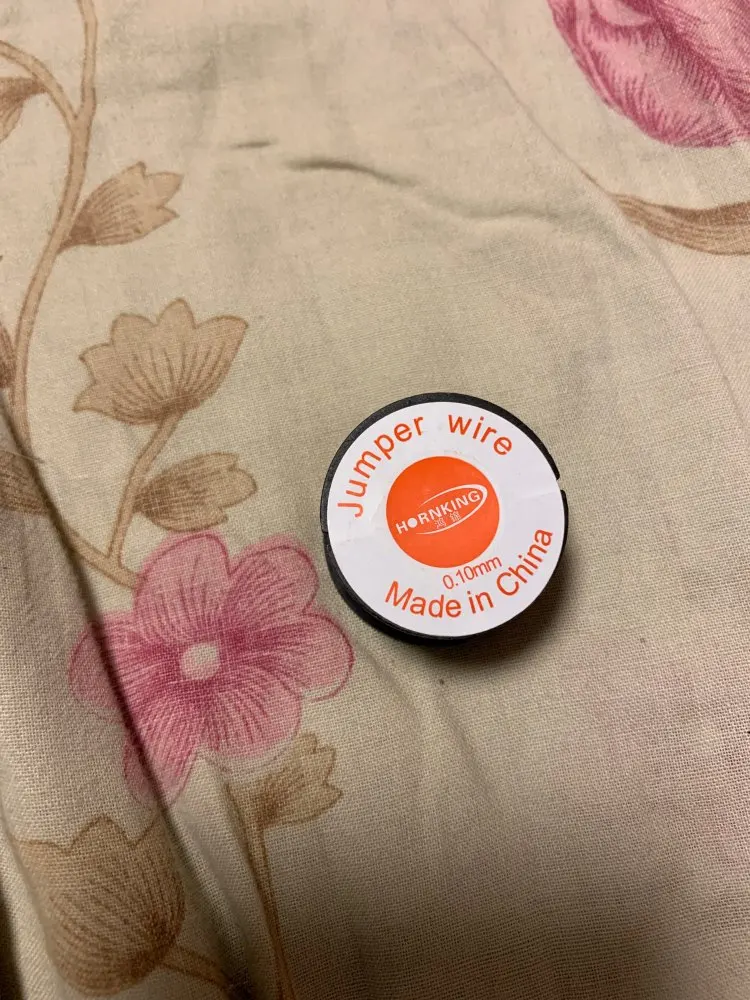 Jumper wire
HORNKING
0.10mm
Made in China